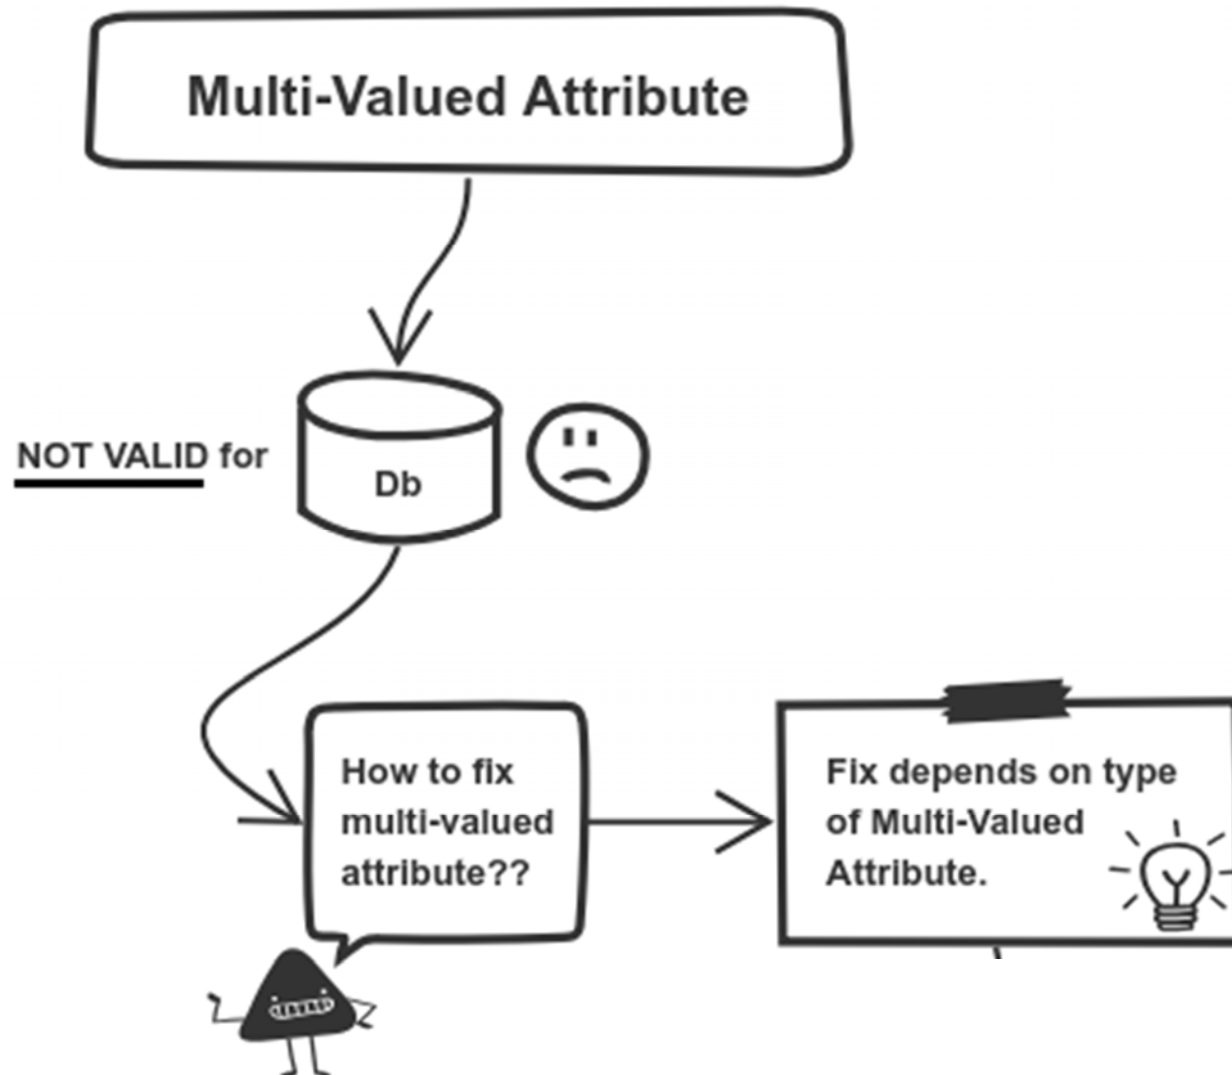 Multi-Valued Attribute
NOT VALID for
Db
How to fix
multi-valued
attribute??
Fix depends on type
of Multi-Valued
Attribute.